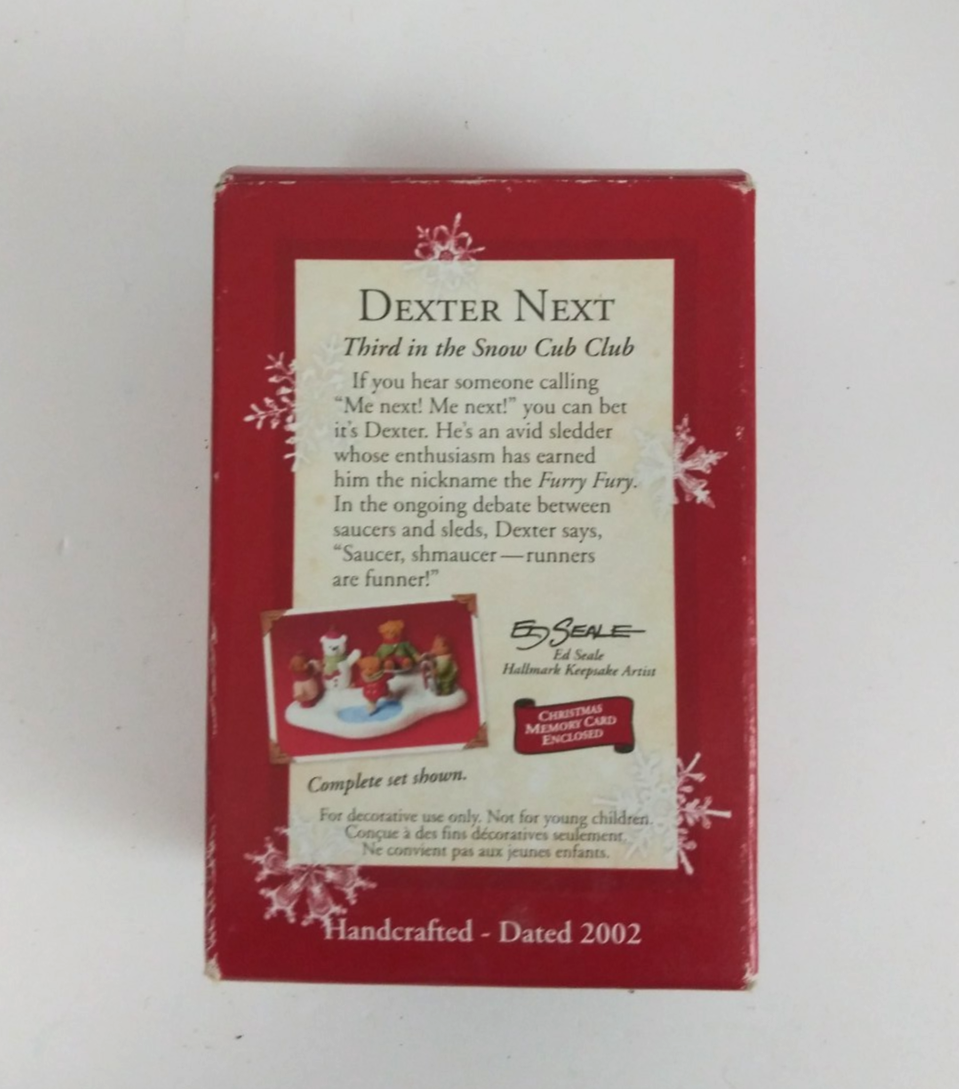 DEXTER NEXT
Third in the Snow Cub Club
If you hear someone calling
“Me next! Me next!” you can bet
it’s Dexter. He’s an avid sledder
whose enthusiasm has earned
him the nickname the Furry Fury.
In the ongoing debate between
saucers and sleds, Dexter says,
“Saucer, shmaucer—runners
are funner!”
ED SEALE
Ed Seale
Hallmark Keepsake Artist
CHRISTMAS
MEMORY CARD
ENCLOSED
Complete set shown.
For decorative use only. Not for young children.
Conçue à des fins décoratives seulement.
Ne convient pas aux jeunes enfants.
Handcrafted - Dated 2002